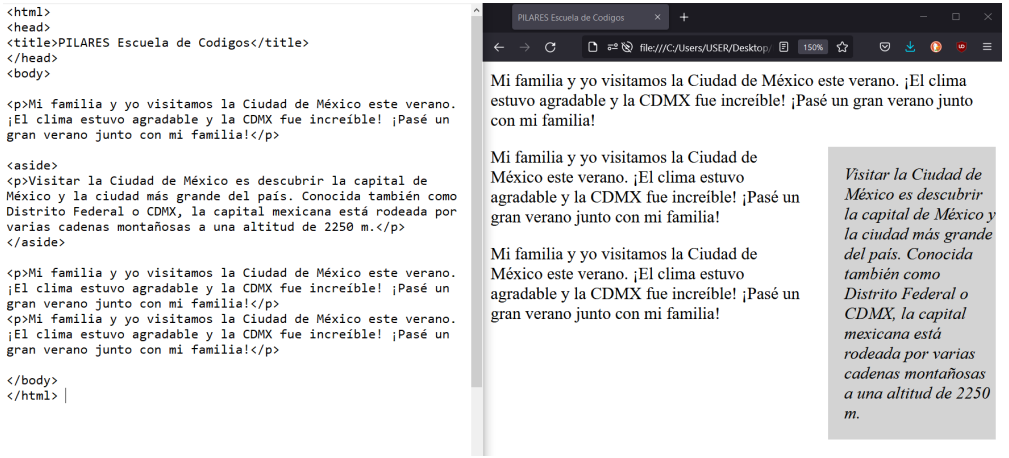 <html>
<head>
<title>PILARES Escuela de Codigos</title>
</head>
<body>
<p>Mi familia y yo visitamos la Ciudad de México este verano.
¡El clima estuvo agradable y la CDMX fue increíble! ¡Pasé un
gran verano junto con mi familia!</p>
<aside>
<p>Visitar la Ciudad de México es descubrir la capital de
México y la ciudad más grande del país. Conocida también como
Distrito Federal o CDMX, la capital mexicana está rodeada por
varias cadenas montañosas a una altitud de 2250 m.</p>
</aside>
<p>Mi familia y yo visitamos la Ciudad de México este verano.
¡El clima estuvo agradable y la CDMX fue increíble! ¡Pasé un
gran verano junto con mi familia!</p>
<p>Mi familia y yo visitamos la Ciudad de México este verano.
¡El clima estuvo agradable y la CDMX fue increíble! ¡Pasé un
gran verano junto con mi familia!</p>
</body>
</html>
PILARES Escuela de Codigos
file:///C:/Users/USER/Desktop/ 150%
Mi familia y yo visitamos la Ciudad de México este verano. ¡El clima
estuvo agradable y la CDMX fue increíble! ¡Pasé un gran verano junto
con mi familia!
Mi familia y yo visitamos la Ciudad de
México este verano. ¡El clima estuvo
agradable y la CDMX fue increíble! ¡Pasé un
gran verano junto con mi familia!
Mi familia y yo visitamos la Ciudad de
México este verano. ¡El clima estuvo
agradable y la CDMX fue increíble! ¡Pasé un
gran verano junto con mi familia!
Visitar la Ciudad de
México es descubrir
la capital de México y
la ciudad más grande
del país. Conocida
también como
Distrito Federal o
CDMX, la capital
mexicana está
rodeada por varias
cadenas montañosas
a una altitud de 2250
m.